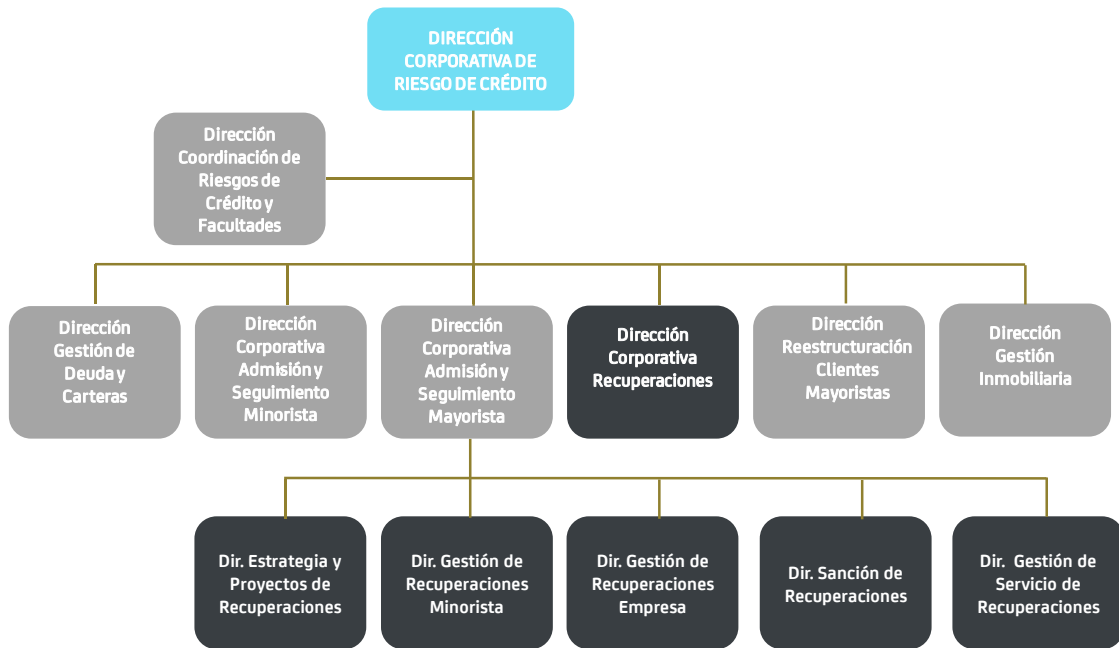 DIRECCIÓN
CORPORATIVA DE
RIESGO DE CRÉDITO
Dirección
Coordinación de
Riesgos de
Crédito y
Facultades
Dirección
Gestión de
Deuda y
Carteras
Dirección
Corporativa
Admisión y
Seguimiento
Minorista
Dirección
Corporativa
Admisión y
Seguimiento
Mayorista
Dirección
Corporativa
Recuperaciones
Dirección
Reestructuración
Clientes
Mayoristas
Dirección
Gestión
Inmobiliaria
Dir. Estrategia y
Proyectos de
Recuperaciones
Dir. Gestión de
Recuperaciones
Minorista
Dir. Gestión de
Recuperaciones
Empresa
Dir. Sanción de
Recuperaciones
Dir. Gestión de
Servicio de
Recuperaciones